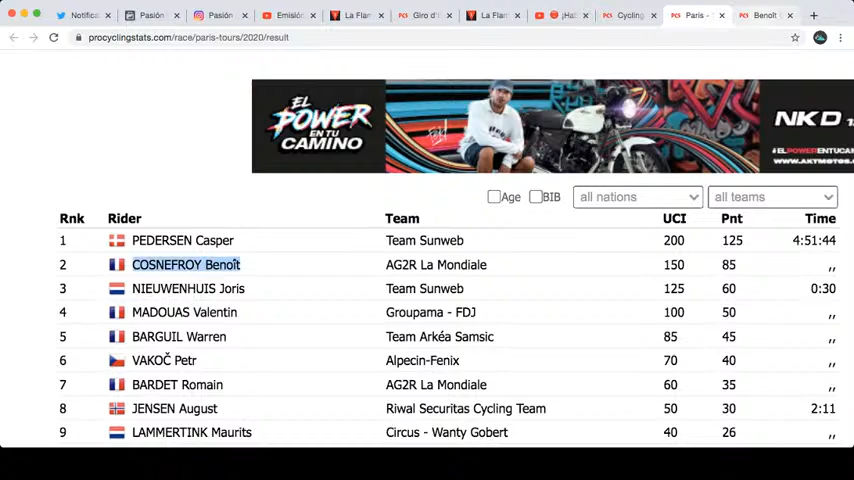 Notifica
Pasión
Pasión
Emisió
La Flam
Giro d'I
La Flam
Cycling
Paris -
Benoît
procyclingstats.com/race/paris-tours/2020/result
EL
POWER
EN TU
CAMINO
NKD
#ELPOWERENTUCA
WWW.AKTMOTOS.C
Age BIB all nations all teams
Rnk Rider Team UCI Pnt Time
1 PEDERSEN Casper Team Sunweb 200 125 4:51:44
2 COSNEFROY Benoît AG2R La Mondiale 150 85 ,,
3 NIEUWENHUIS Joris Team Sunweb 125 60 0:30
4 MADOUAS Valentin Groupama - FDJ 100 50 ,,
5 BARGUIL Warren Team Arkéa Samsic 85 45 ,,
6 VAKOČ Petr Alpecin-Fenix 70 40 ,,
7 BARDET Romain AG2R La Mondiale 60 35 ,,
8 JENSEN August Riwal Securitas Cycling Team 50 30 2:11
9 LAMMERTINK Maurits Circus - Wanty Gobert 40 26 ,,